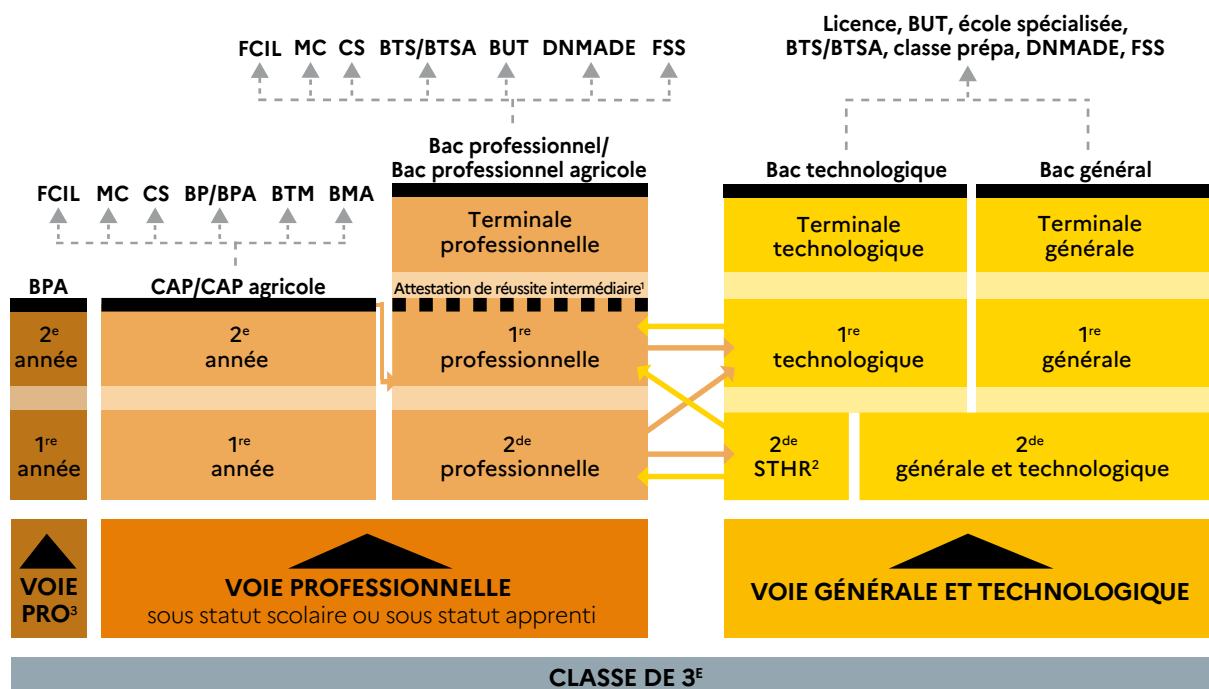 Licence, BUT, école spécialisée,
BTS/BTSA, classe prépa, DNMADE, FSS
FCIL MC CS BTS/BTSA BUT DNMADE FSS
Bac professionnel/
Bac professionnel agricole
Bac technologique
Bac général
FCIL MC CS BP/BPA BTM BMA
Terminale
professionnelle
Terminale
technologique
Terminale
générale
BPA
CAP/CAP agricole
Attestation de réussite intermédiaire¹
2e
année
2e
année
1re
professionnelle
1re
technologique
1re
générale
1re
année
1re
année
2de
professionnelle
2de
STHR²
2de
générale et technologique
VOIE
PRO³
VOIE PROFESSIONNELLE
sous statut scolaire ou sous statut apprenti
VOIE GÉNÉRALE ET TECHNOLOGIQUE
CLASSE DE 3E